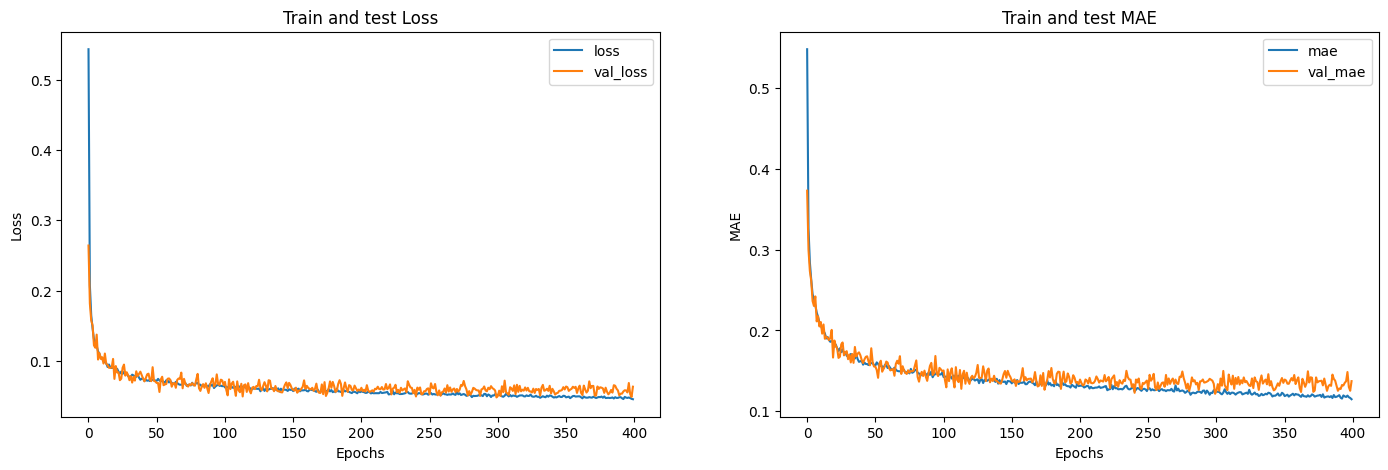 Train and test Loss
loss
val_loss
0.5
0.4
0.3
0.2
0.1
Loss
0 50 100 150 200 250 300 350 400
Epochs
Train and test MAE
mae
val_mae
0.5
0.4
0.3
0.2
0.1
MAE
0 50 100 150 200 250 300 350 400
Epochs